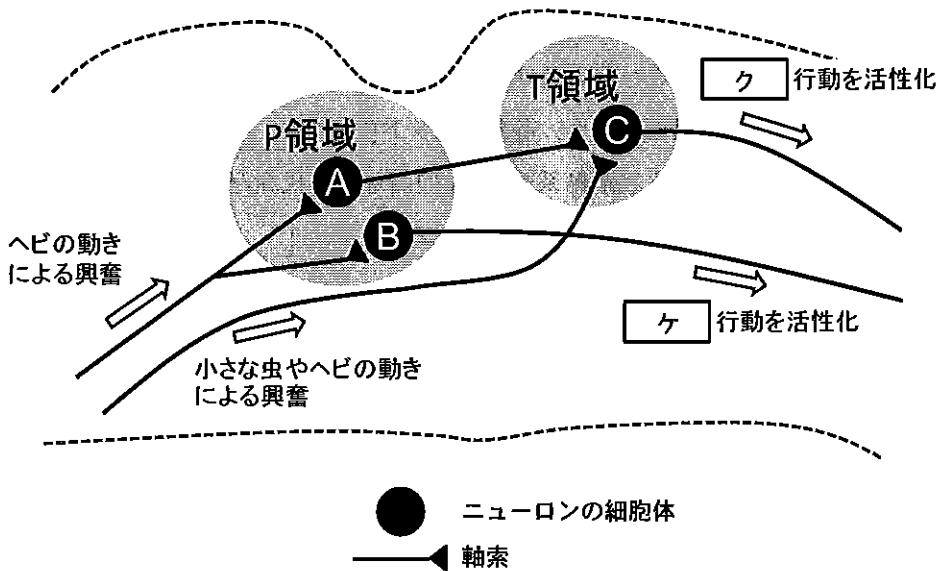 T領域
ク 行動を活性化
P領域
C
A
B
ヘビの動き
による興奮
ケ 行動を活性化
小さな虫やヘビの動き
による興奮
ニューロンの細胞体
軸索